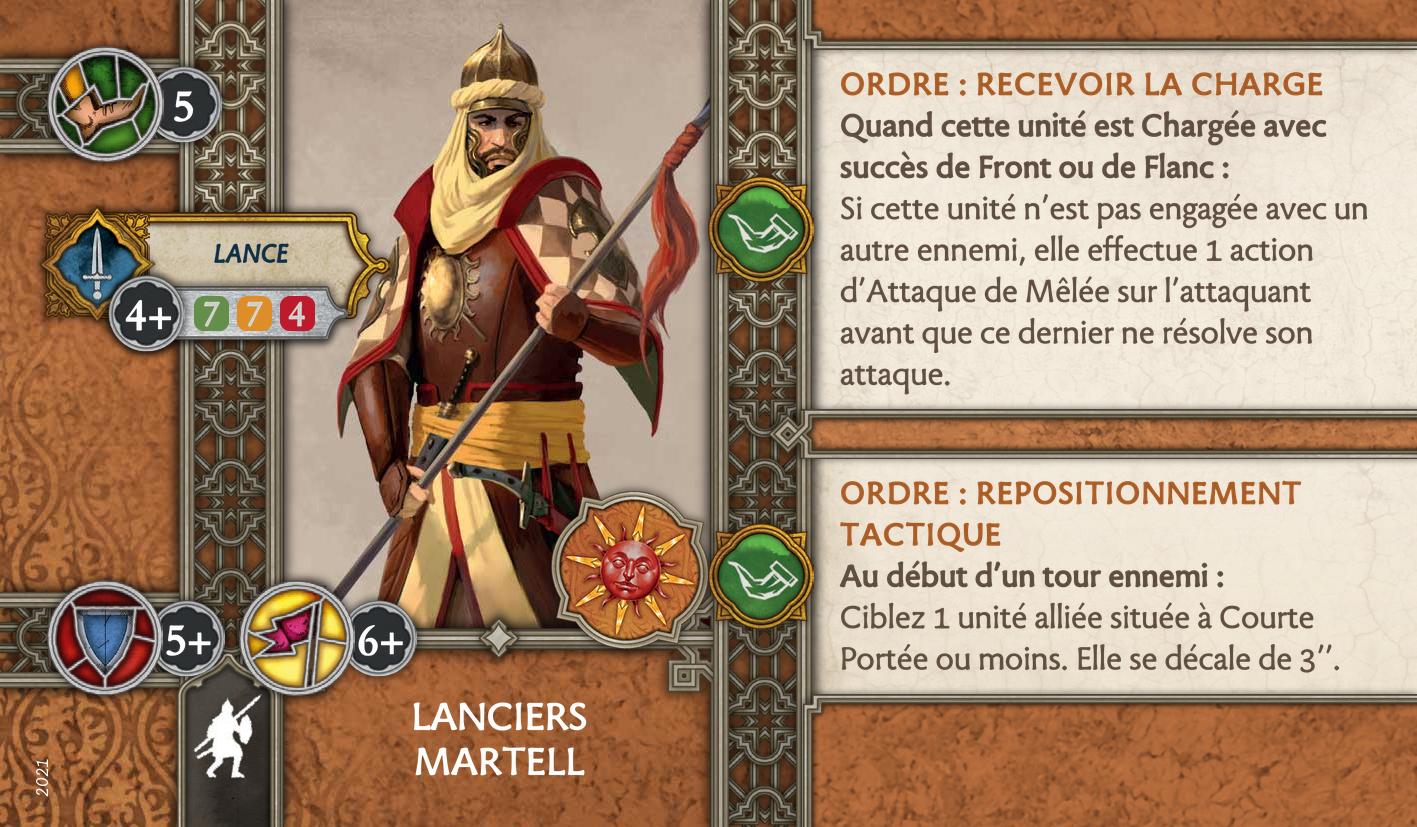 5
LANCE
4+ 7 7 4
5+ 6+
LANCIERS
MARTELL
2021
ORDRE : RECEVOIR LA CHARGE
Quand cette unité est Chargée avec
succès de Front ou de Flanc :
Si cette unité n’est pas engagée avec un
autre ennemi, elle effectue 1 action
d’Attaque de Mêlée sur l’attaquant
avant que ce dernier ne résolve son
attaque.
ORDRE : REPOSITIONNEMENT
TACTIQUE
Au début d’un tour ennemi :
Ciblez 1 unité alliée située à Courte
Portée ou moins. Elle se décale de 3’’.